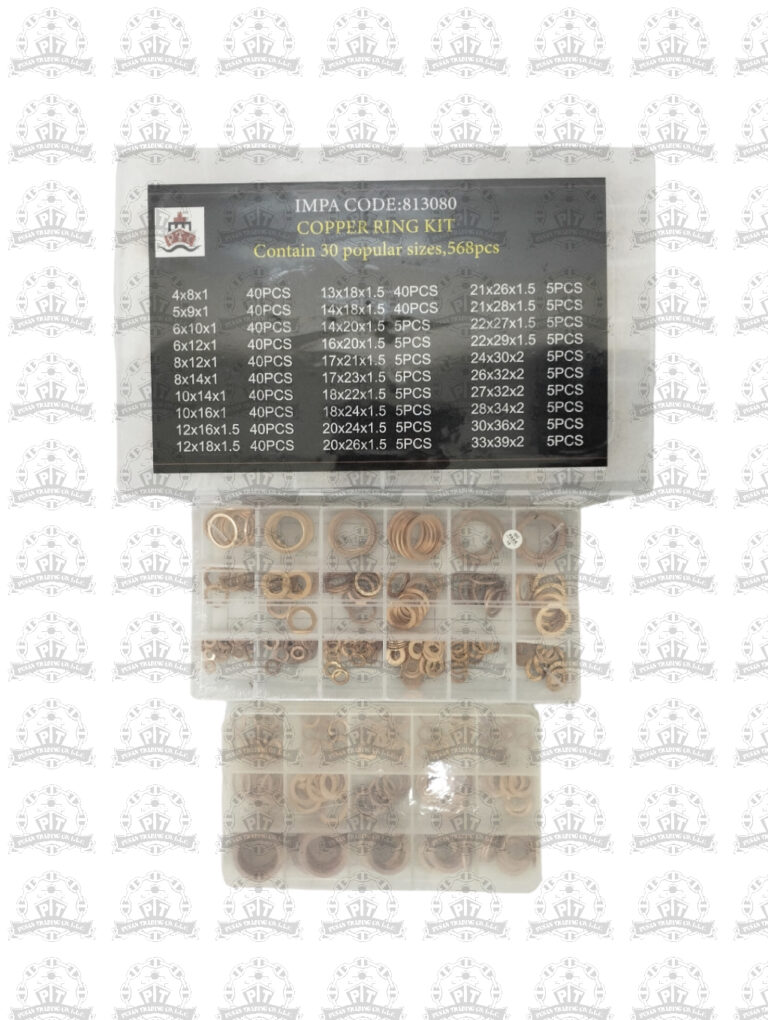 IMPA CODE:813080
COPPER RING KIT
Contain 30 popular sizes,568pcs
4x8x1 40PCS 13x18x1.5 40PCS 21x26x1.5 5PCS
5x9x1 40PCS 14x18x1.5 40PCS 21x28x1.5 5PCS
6x10x1 40PCS 14x20x1.5 5PCS 22x27x1.5 5PCS
6x12x1 40PCS 16x20x1.5 5PCS 22x29x1.5 5PCS
8x12x1 40PCS 17x21x1.5 5PCS 24x30x2 5PCS
8x14x1 40PCS 17x23x1.5 5PCS 26x32x2 5PCS
10x14x1 40PCS 18x22x1.5 5PCS 27x32x2 5PCS
10x16x1 40PCS 18x24x1.5 5PCS 28x34x2 5PCS
12x16x1.5 40PCS 20x24x1.5 5PCS 30x36x2 5PCS
12x18x1.5 40PCS 20x26x1.5 5PCS 33x39x2 5PCS
PIT